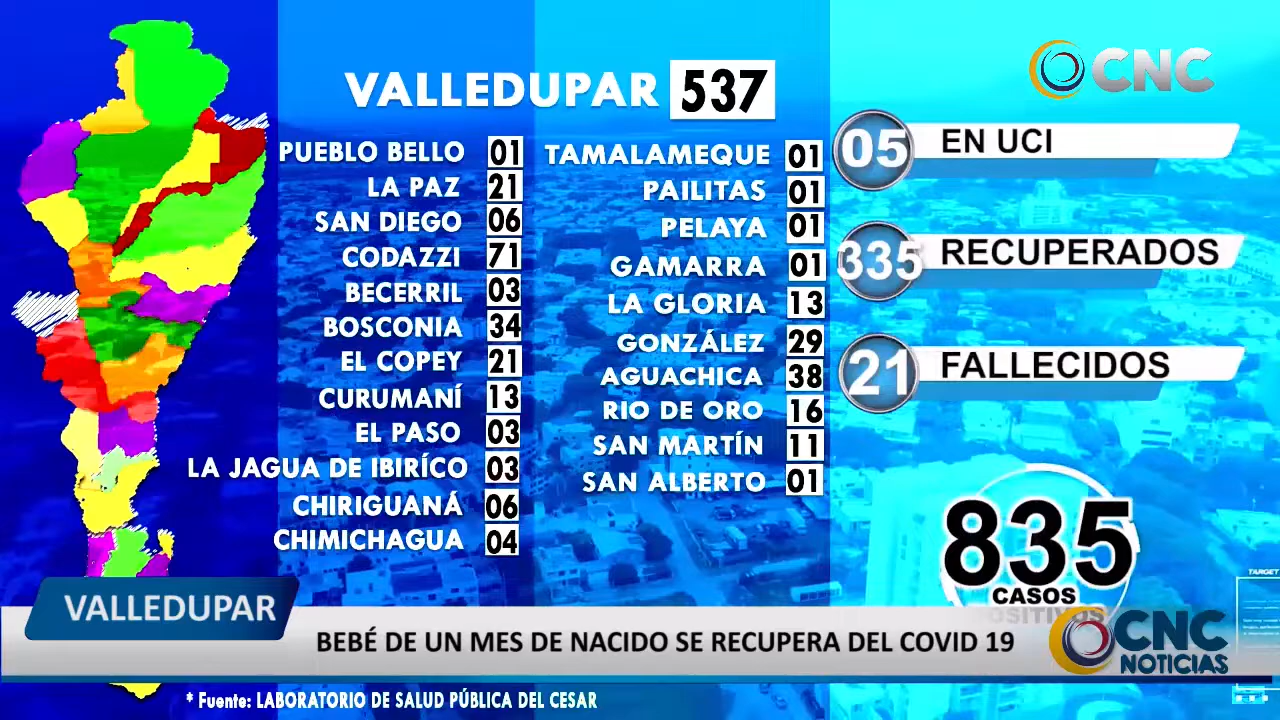 CNC
VALLEDUPAR 537
PUEBLO BELLO 01
LA PAZ 21
SAN DIEGO 06
CODAZZI 71
BECERRIL 03
BOSCONIA 34
EL COPEY 21
CURUMANÍ 13
EL PASO 03
LA JAGUA DE IBIRÍCO 03
CHIRIGUANÁ 06
CHIMICHAGUA 04
TAMALAMEQUE 01
PAILITAS 01
PELAYA 01
GAMARRA 01
LA GLORIA 13
GONZÁLEZ 29
AGUACHICA 38
RIO DE ORO 16
SAN MARTÍN 11
SAN ALBERTO 01
05 EN UCI
335 RECUPERADOS
21 FALLECIDOS
835
CASOS
POSITIVOS
TARGET
VALLEDUPAR
BEBÉ DE UN MES DE NACIDO SE RECUPERA DEL COVID 19
CNC
NOTICIAS
* Fuente: LABORATORIO DE SALUD PÚBLICA DEL CESAR